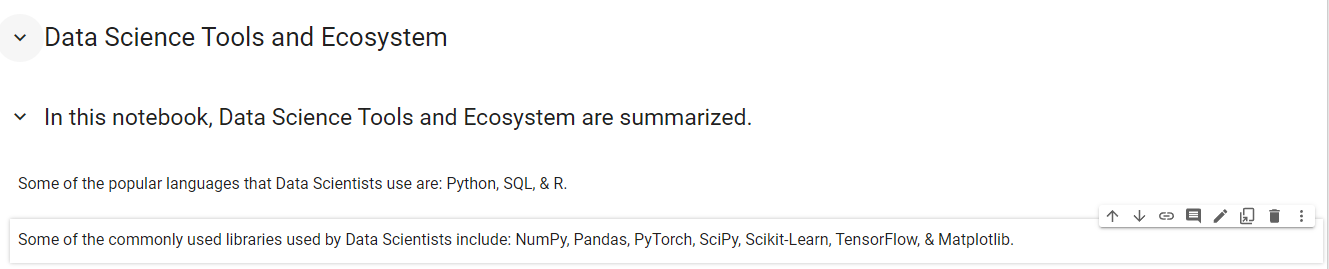 Data Science Tools and Ecosystem
In this notebook, Data Science Tools and Ecosystem are summarized.
Some of the popular languages that Data Scientists use are: Python, SQL, & R.
Some of the commonly used libraries used by Data Scientists include: NumPy, Pandas, PyTorch, SciPy, Scikit-Learn, TensorFlow, & Matplotlib.